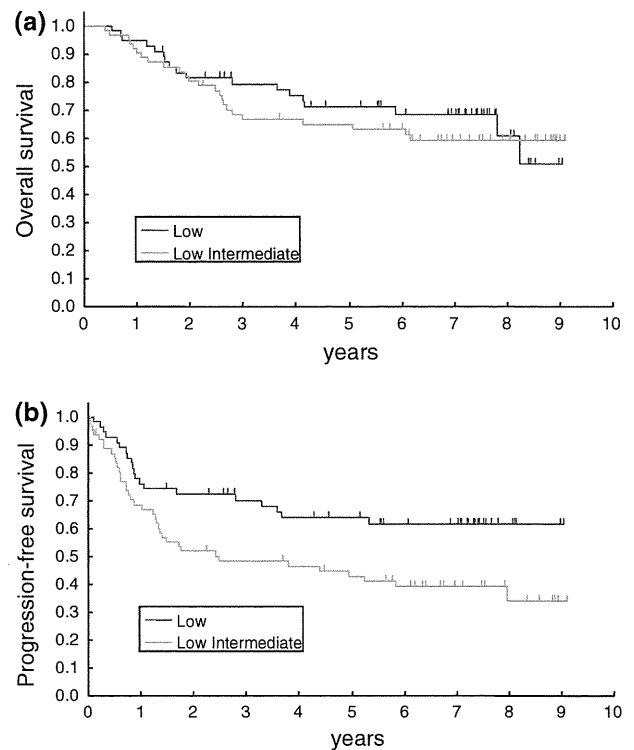 (a)
Overall survival
1.0
0.9
0.8
0.7
0.6
0.5
0.4
0.3
0.2
0.1
0.0
Low
Low Intermediate
0 1 2 3 4 5 6 7 8 9 10
years
(b)
Progression-free survival
1.0
0.9
0.8
0.7
0.6
0.5
0.4
0.3
0.2
0.1
0.0
Low
Low Intermediate
0 1 2 3 4 5 6 7 8 9 10
years